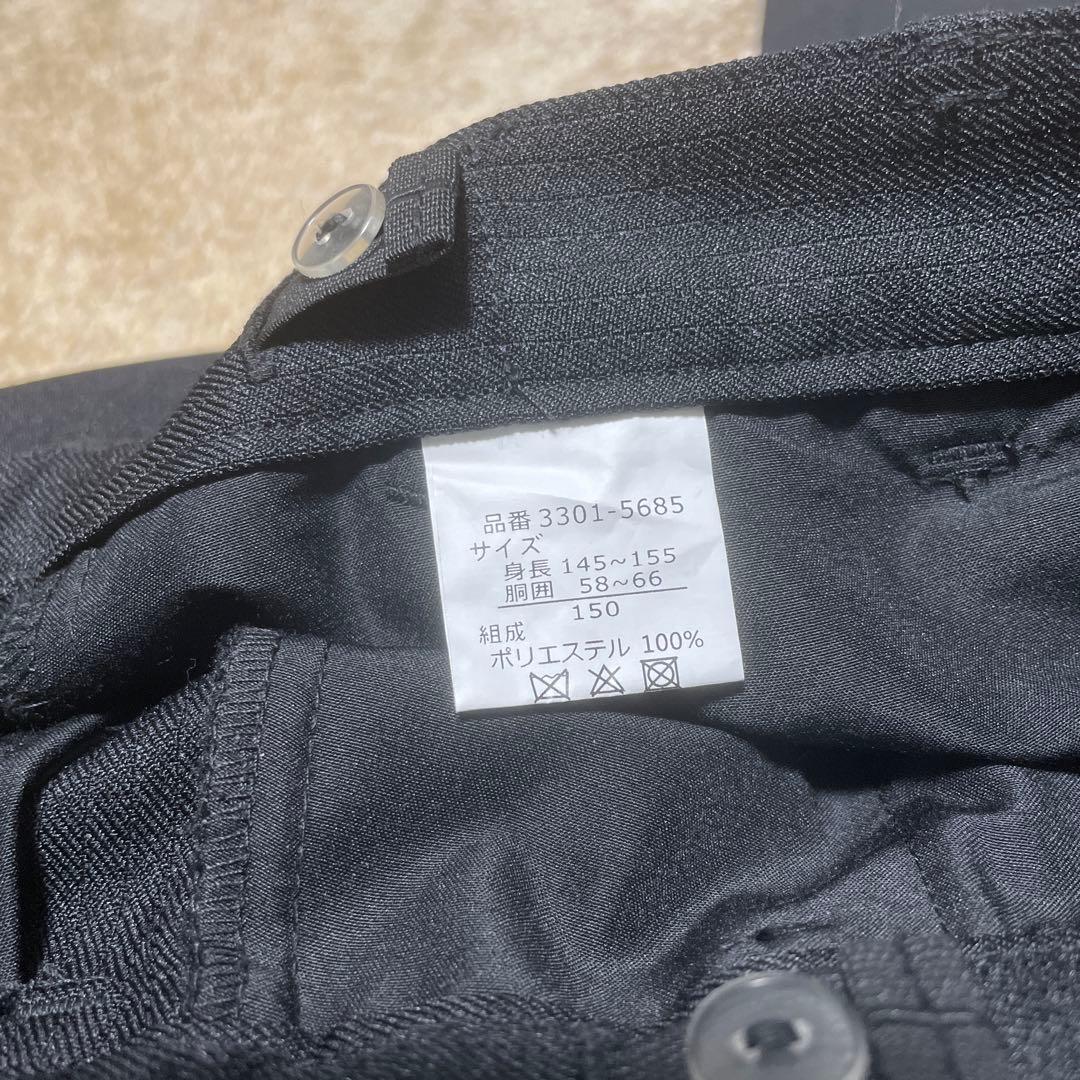 品番 3301-5685
サイズ
身長 145~155
胴囲 58~66
150
組成
ポリエステル 100%